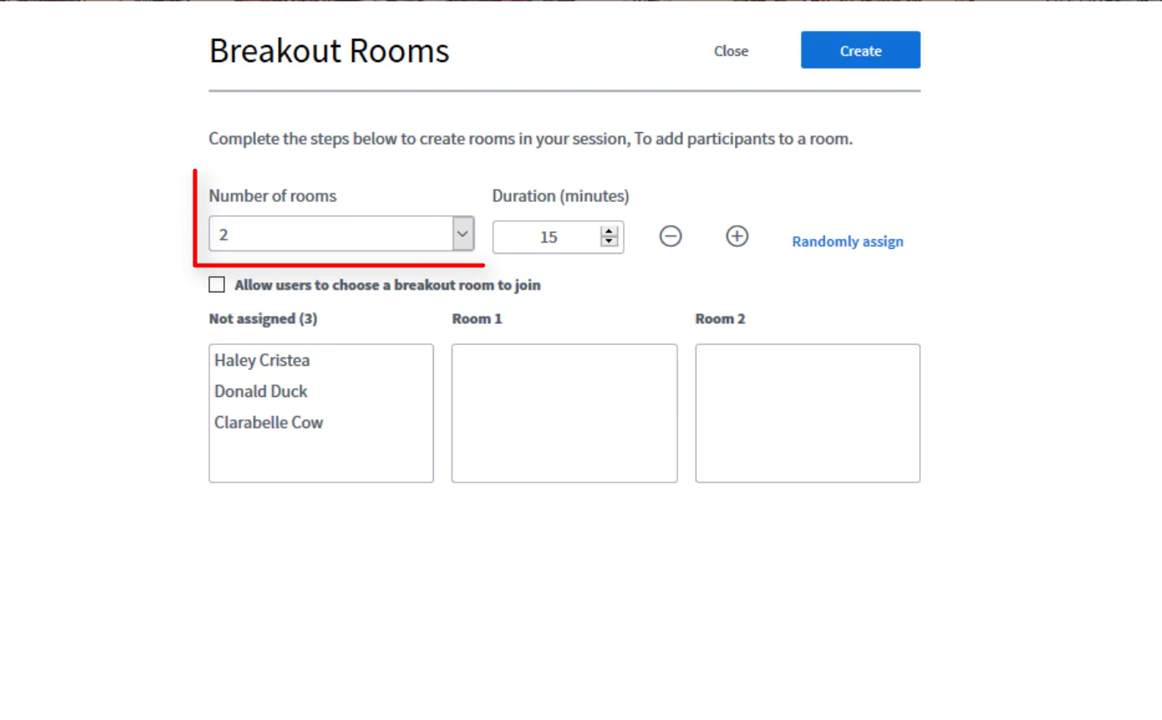 Breakout Rooms
Close
Create
Complete the steps below to create rooms in your session, To add participants to a room.
Number of rooms
Duration (minutes)
2
15
Randomly assign
Allow users to choose a breakout room to join
Not assigned (3)
Room 1
Room 2
Haley Cristea
Donald Duck
Clarabelle Cow